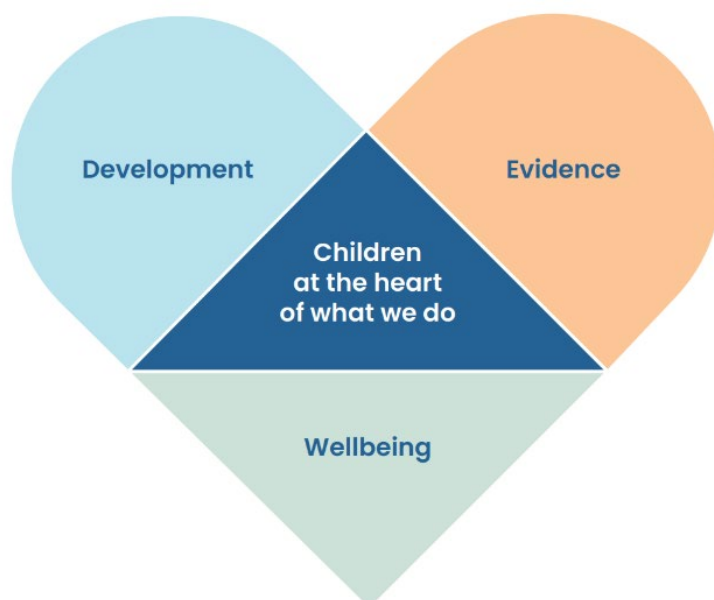 Development
Evidence
Children
at the heart
of what we do
Wellbeing